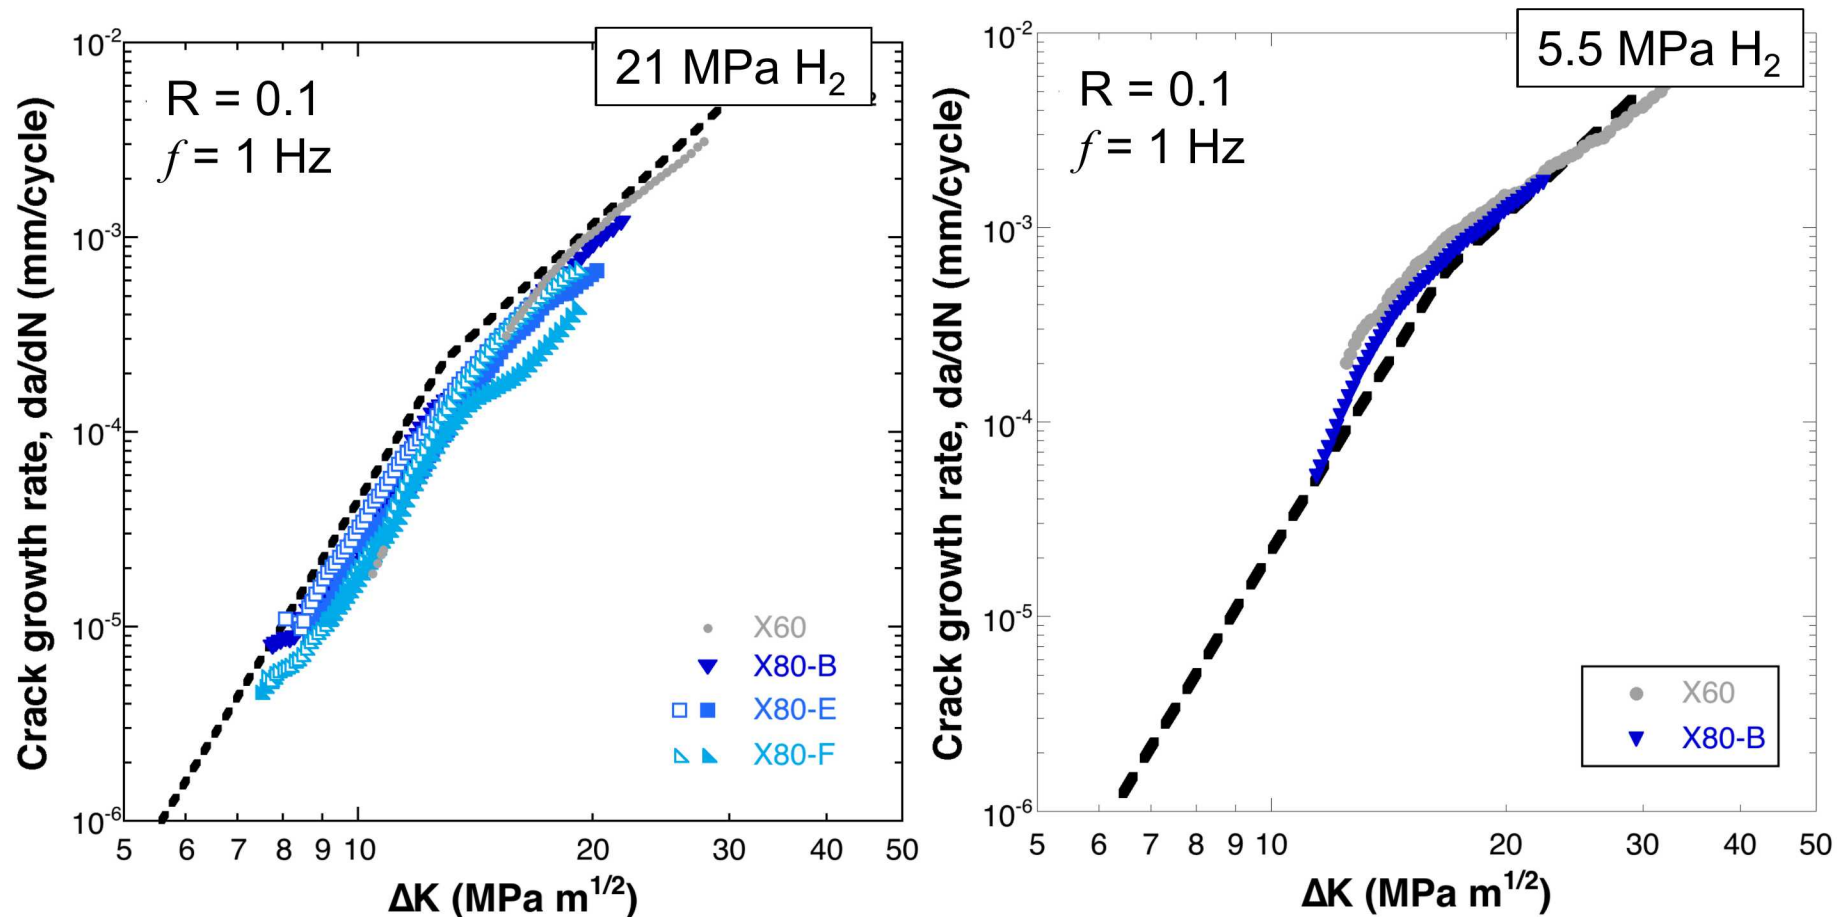 21 MPa H₂
R = 0.1
f = 1 Hz
Crack growth rate, da/dN (mm/cycle)
10⁻²
10⁻³
10⁻⁴
10⁻⁵
10⁻⁶
X60
X80-B
X80-E
X80-F
5 6 7 8 9 10 20 30 40 50
ΔK (MPa m^1/2)
5.5 MPa H₂
R = 0.1
f = 1 Hz
Crack growth rate, da/dN (mm/cycle)
10⁻²
10⁻³
10⁻⁴
10⁻⁵
10⁻⁶
X60
X80-B
5 6 7 8 9 10 20 30 40 50
ΔK (MPa m^1/2)